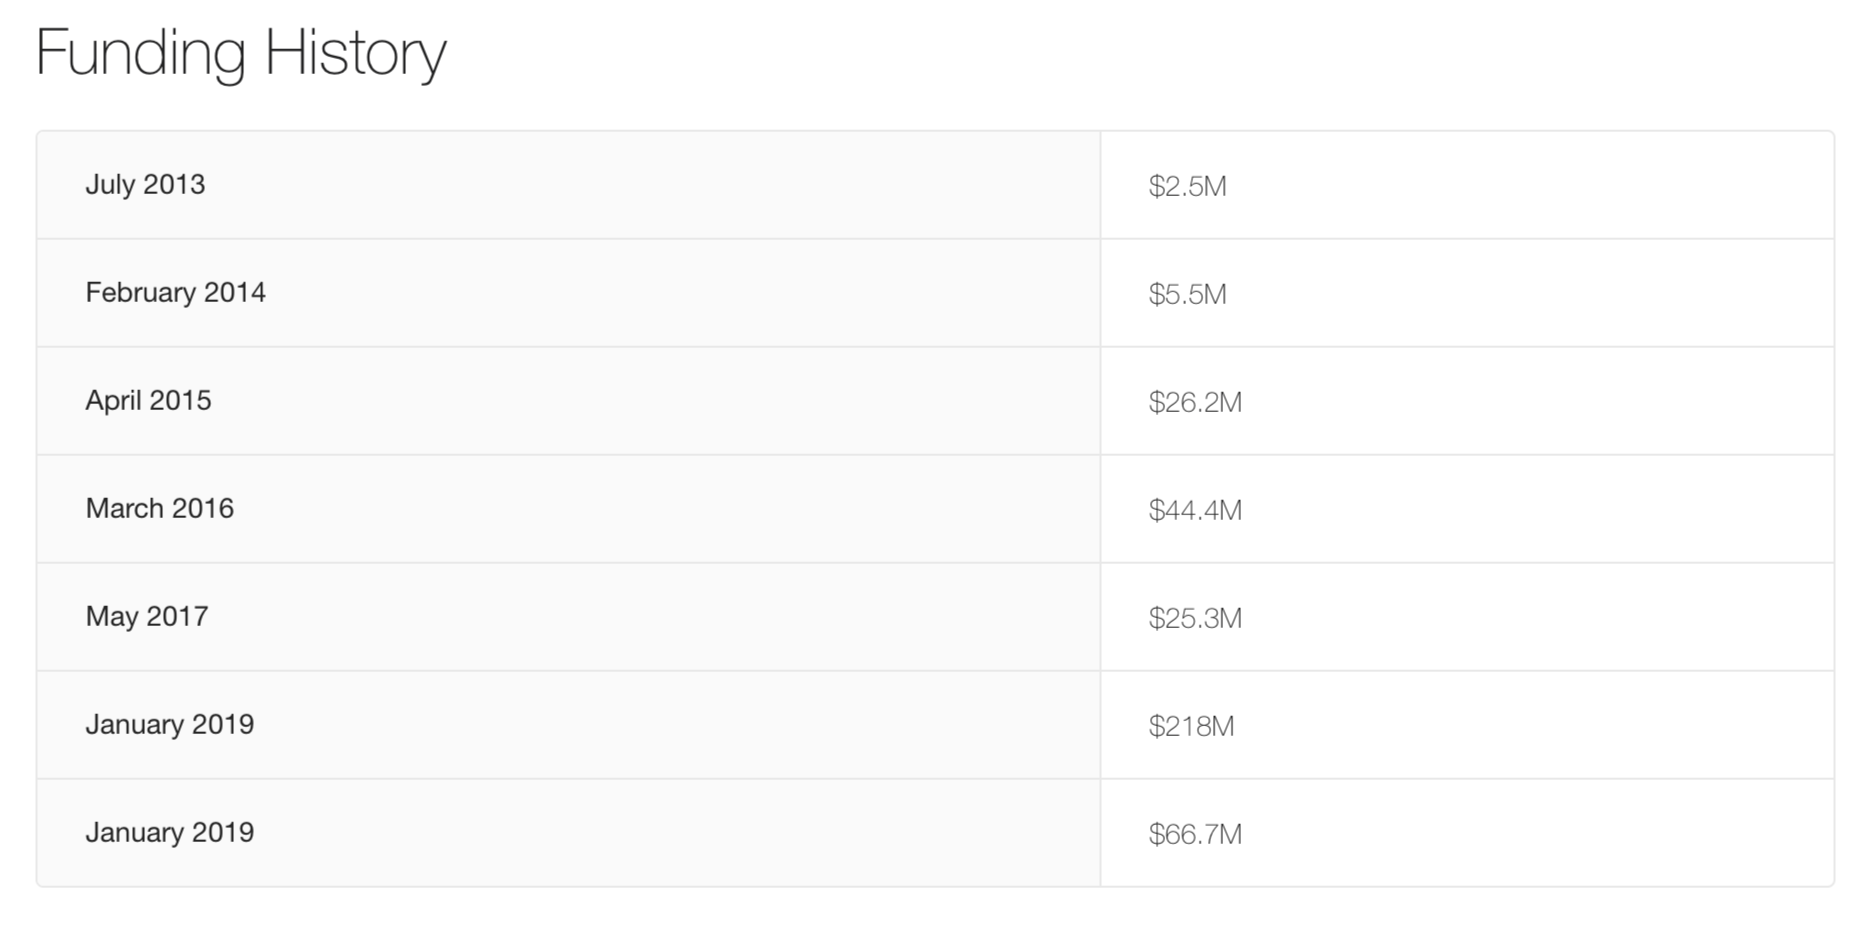 Funding History
July 2013 $2.5M
February 2014 $5.5M
April 2015 $26.2M
March 2016 $44.4M
May 2017 $25.3M
January 2019 $218M
January 2019 $66.7M